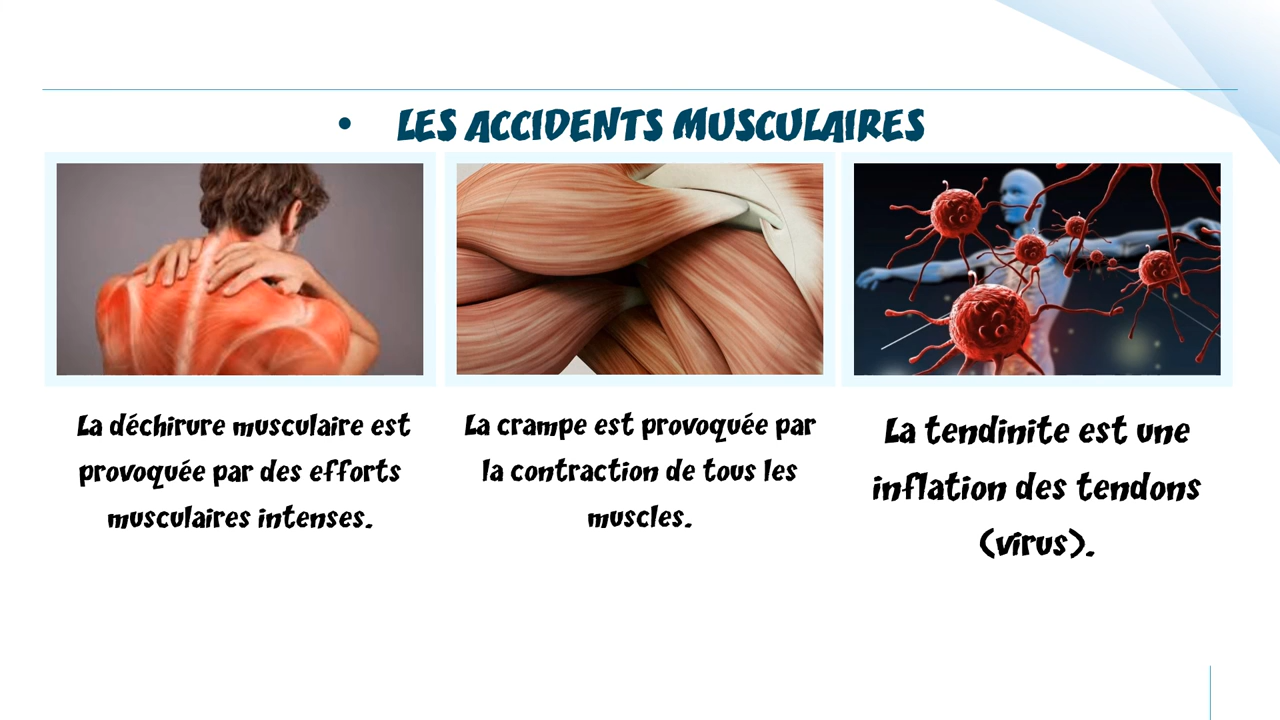 • LES ACCIDENTS MUSCULAIRES
La déchirure musculaire est
provoquée par des efforts
musculaires intenses.
La crampe est provoquée par
la contraction de tous les
muscles.
La tendinite est une
inflation des tendons
(virus).